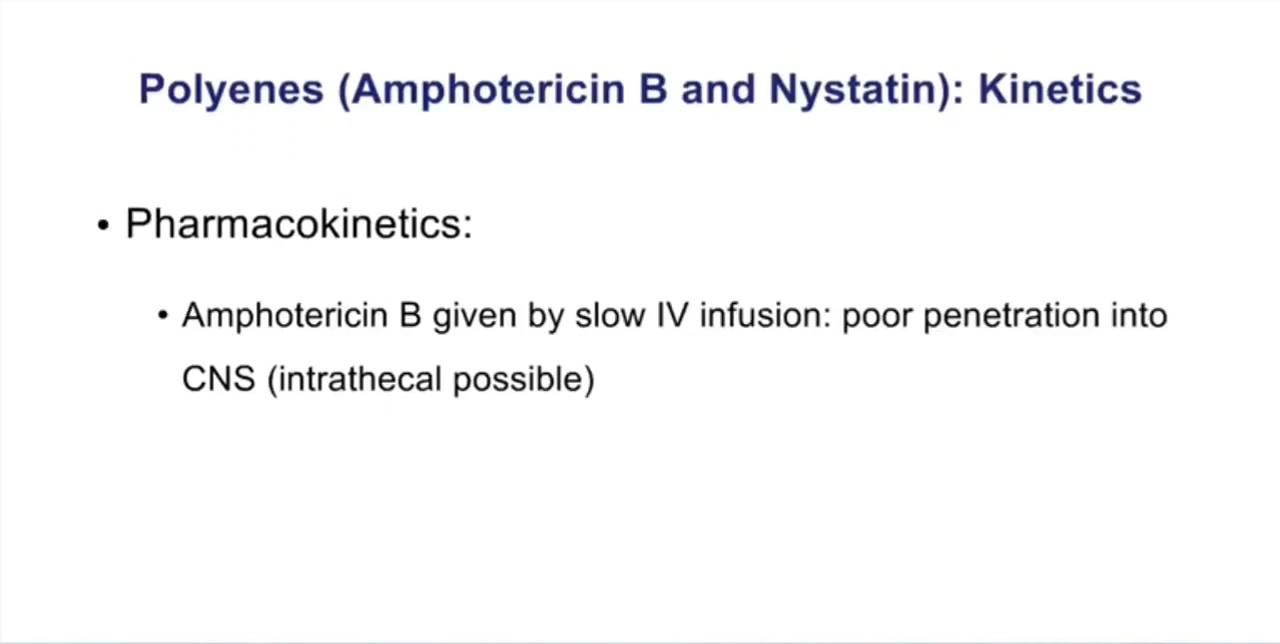 Polyenes (Amphotericin B and Nystatin): Kinetics
• Pharmacokinetics:
• Amphotericin B given by slow IV infusion: poor penetration into
CNS (intrathecal possible)